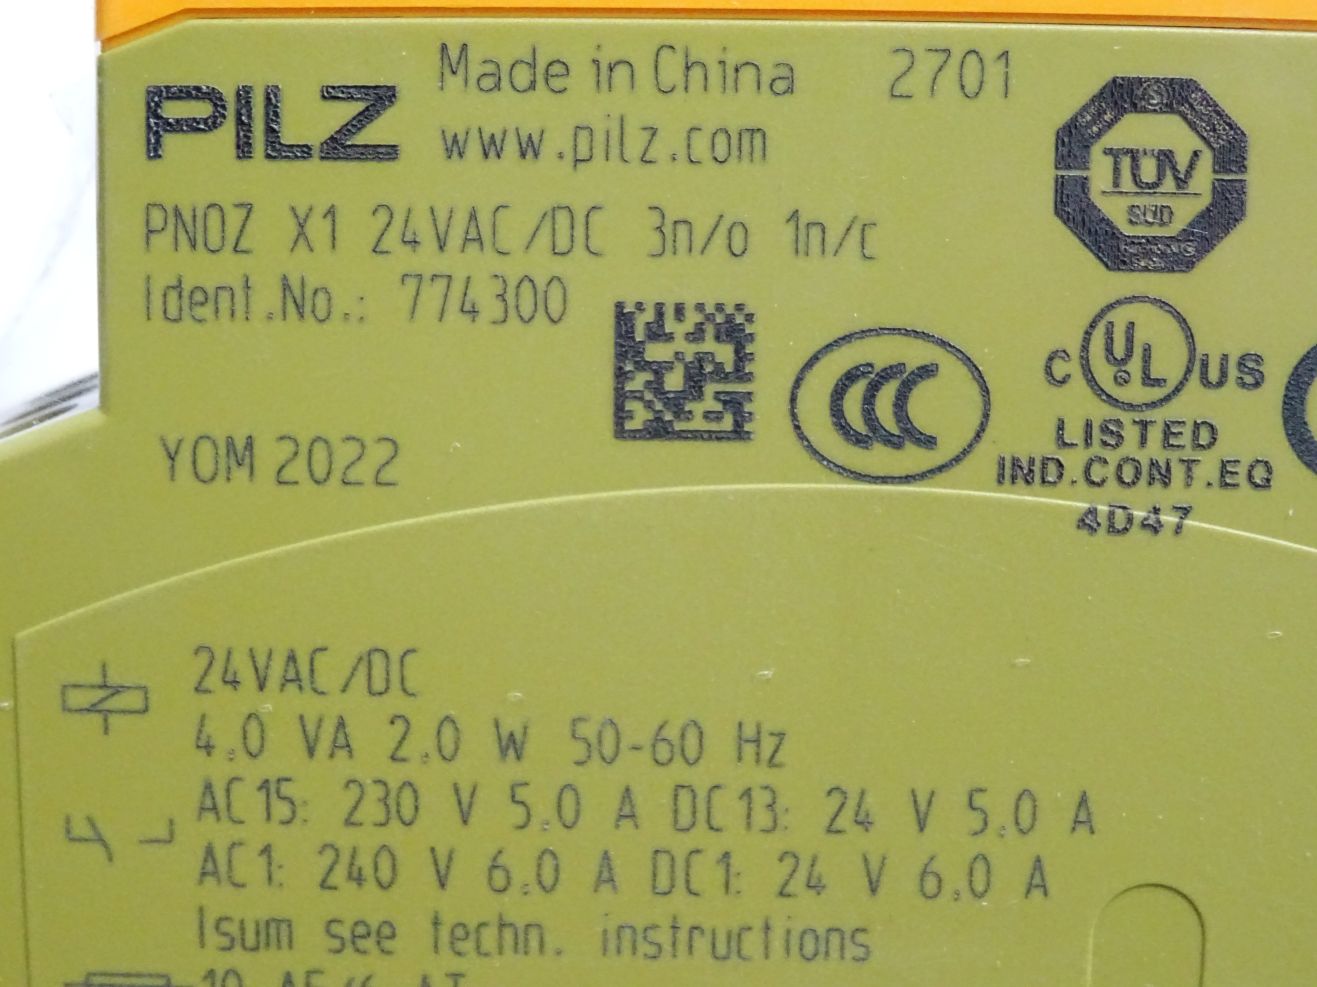 PILZ
Made in China 2701
www.pilz.com
PNOZ X1 24VAC/DC 3n/o 1n/c
Ident.No.: 774300
YOM 2022
TÜV
SÜD
CCC
C UL US
LISTED
IND.CONT.EQ
4D47
24VAC/DC
4.0 VA 2.0 W 50-60 Hz
AC15: 230 V 5.0 A DC13: 24 V 5.0 A
AC1: 240 V 6.0 A DC1: 24 V 6.0 A
Isum see techn. instructions